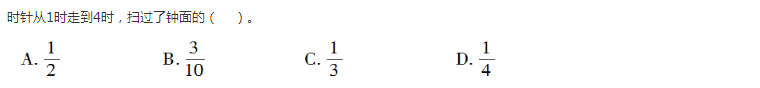 时针从1时走到4时，扫过了钟面的（ ）。
A. 1/2 B. 3/10 C. 1/3 D. 1/4